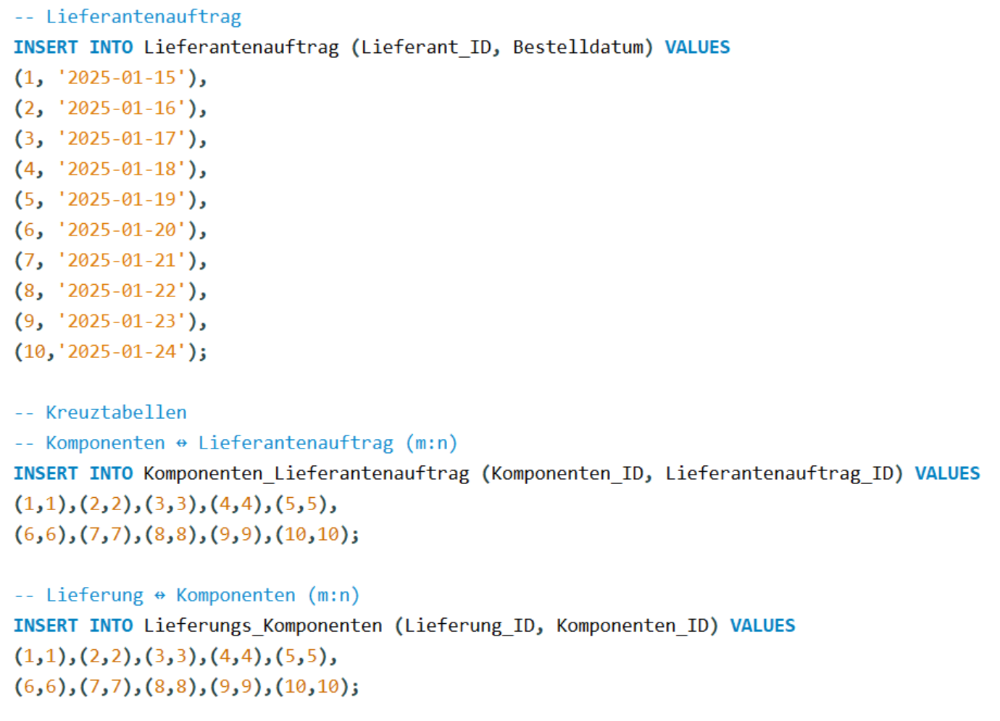 -- Lieferantenauftrag
INSERT INTO Lieferantenauftrag (Lieferant_ID, Bestelldatum) VALUES
(1, '2025-01-15'),
(2, '2025-01-16'),
(3, '2025-01-17'),
(4, '2025-01-18'),
(5, '2025-01-19'),
(6, '2025-01-20'),
(7, '2025-01-21'),
(8, '2025-01-22'),
(9, '2025-01-23'),
(10,'2025-01-24');
-- Kreuztabellen
-- Komponenten ↔ Lieferantenauftrag (m:n)
INSERT INTO Komponenten_Lieferantenauftrag (Komponenten_ID, Lieferantenauftrag_ID) VALUES
(1,1),(2,2),(3,3),(4,4),(5,5),
(6,6),(7,7),(8,8),(9,9),(10,10);
-- Lieferung ↔ Komponenten (m:n)
INSERT INTO Lieferungs_Komponenten (Lieferung_ID, Komponenten_ID) VALUES
(1,1),(2,2),(3,3),(4,4),(5,5),
(6,6),(7,7),(8,8),(9,9),(10,10);